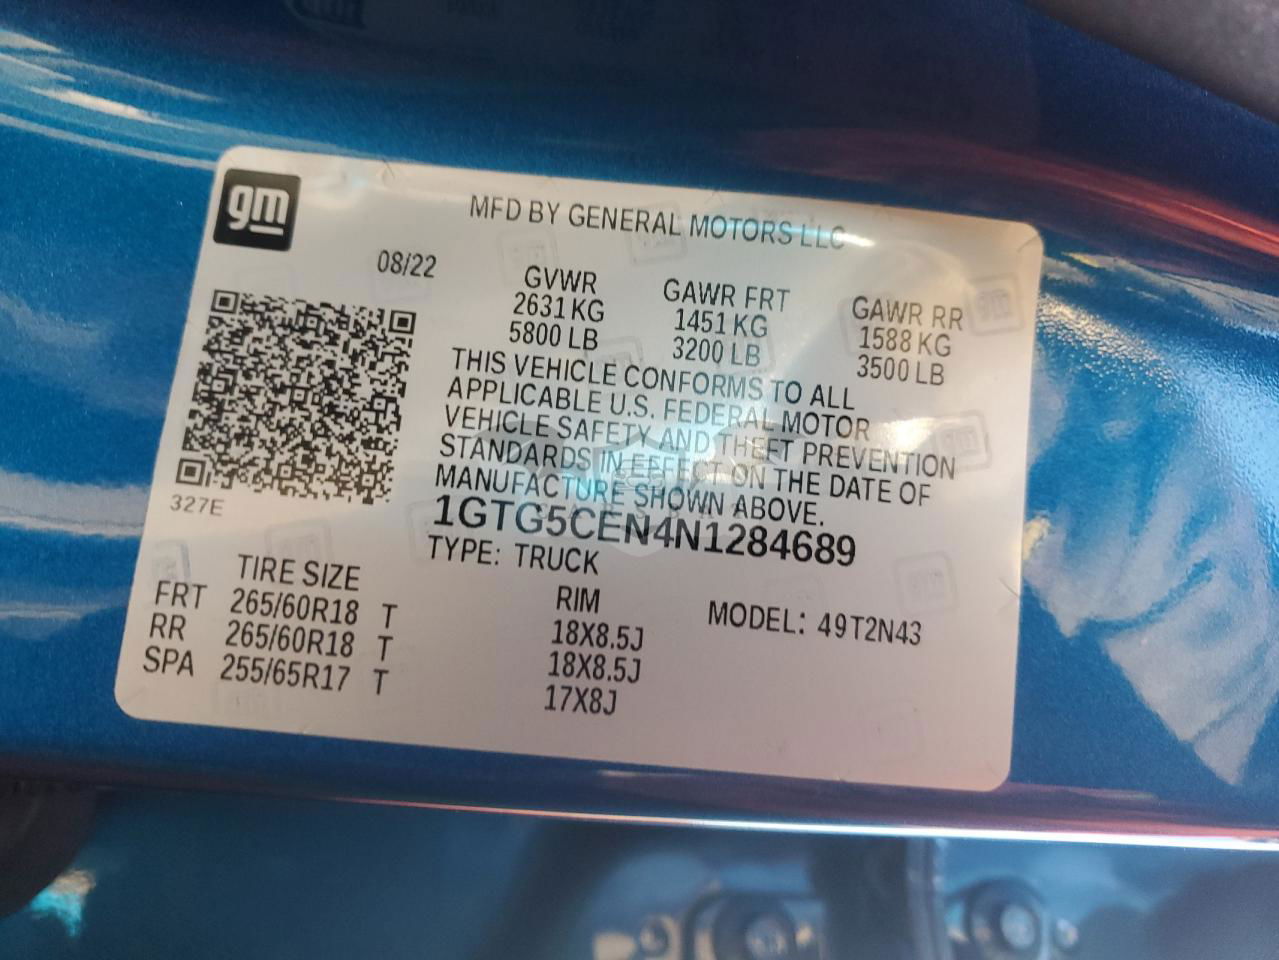 gm
MFD BY GENERAL MOTORS LLC
08/22
GVWR GAWR FRT GAWR RR
2631 KG 1451 KG 1588 KG
5800 LB 3200 LB 3500 LB
THIS VEHICLE CONFORMS TO ALL
APPLICABLE U.S. FEDERAL MOTOR
VEHICLE SAFETY AND THEFT PREVENTION
STANDARDS IN EFFECT ON THE DATE OF
MANUFACTURE SHOWN ABOVE.
327E
1GTG5CEN4N1284689
TYPE: TRUCK
TIRE SIZE RIM MODEL: 49T2N43
FRT 265/60R18 T 18X8.5J
RR 265/60R18 T 18X8.5J
SPA 255/65R17 T 17X8J